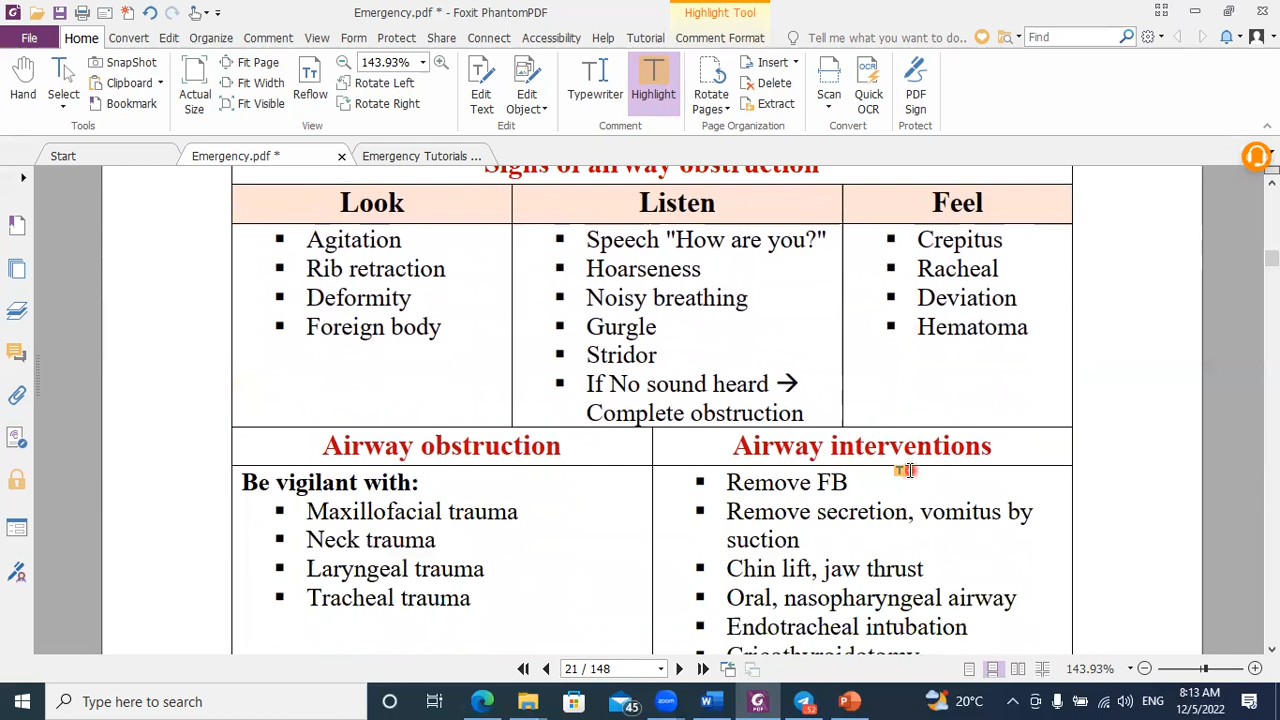 Emergency.pdf * - Foxit PhantomPDF
Highlight Tool
File Home Convert Edit Organize Comment View Form Protect Share Connect Accessibility Help Tutorial Comment Format Tell me what you want to do.. Find
Hand
Select
SnapShot
Clipboard
Bookmark
Tools
Actual Size
Fit Page
Fit Width
Fit Visible
Reflow
143.93%
Rotate Left
Rotate Right
View
Edit Text
Edit Object
Edit
Typewriter
Highlight
Comment
Rotate Pages
Insert
Delete
Extract
Page Organization
Scan
Quick OCR
Convert
PDF Sign
Protect
Start
Emergency.pdf *
Emergency Tutorials ...
Signs of airway obstruction
Look Listen Feel
Agitation
Rib retraction
Deformity
Foreign body
Speech "How are you?"
Hoarseness
Noisy breathing
Gurgle
Stridor
If No sound heard →
Complete obstruction
Crepitus
Racheal
Deviation
Hematoma
Airway obstruction
Be vigilant with:
Maxillofacial trauma
Neck trauma
Laryngeal trauma
Tracheal trauma
Airway interventions
Remove FB
Remove secretion, vomitus by
suction
Chin lift, jaw thrust
Oral, nasopharyngeal airway
Endotracheal intubation
Cricothyroidotomy
21 / 148
143.93%
Type here to search
45
zoom
52
20°C
ENG
8:13 AM
12/5/2022